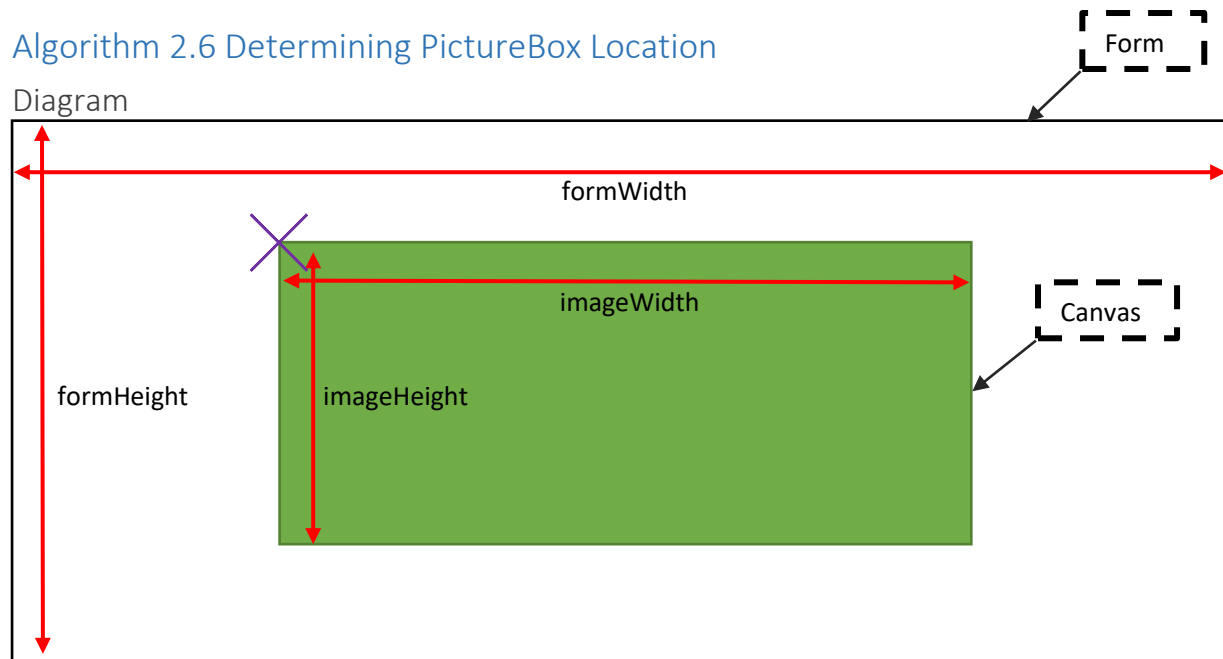 Algorithm 2.6 Determining PictureBox Location
Form
Diagram
formWidth
imageWidth
Canvas
formHeight
imageHeight